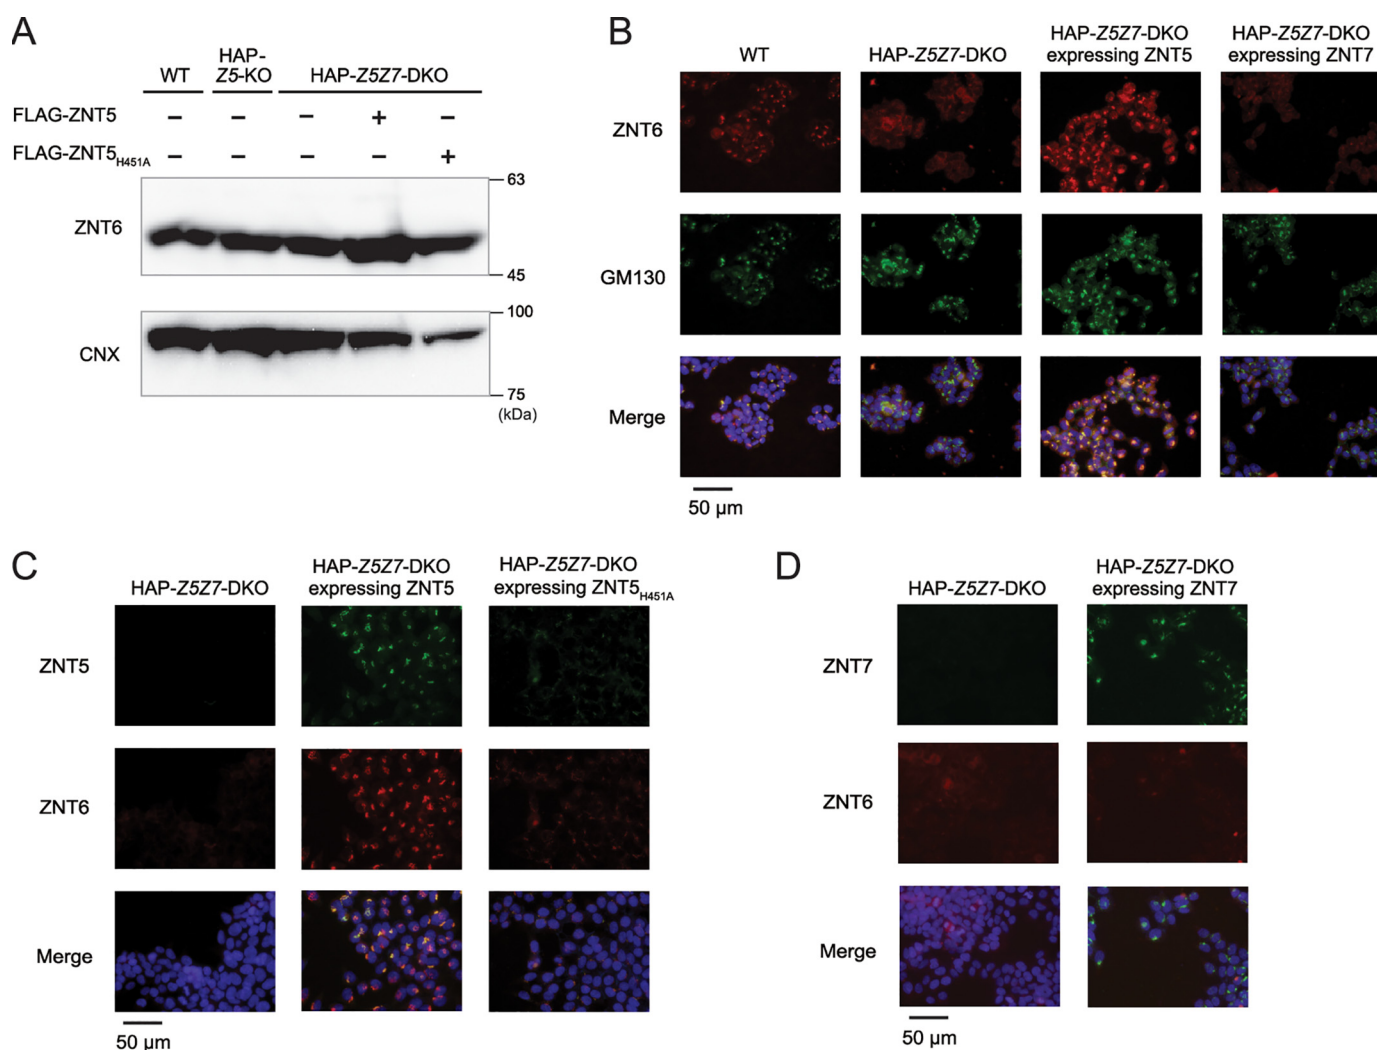 A
WT
HAP-
Z5-KO
HAP-Z5Z7-DKO
FLAG-ZNT5
− − − + −
FLAG-ZNT5H451A
− − − − +
ZNT6
63
45
CNX
100
75
(kDa)
B
WT
HAP-Z5Z7-DKO
HAP-Z5Z7-DKO
expressing ZNT5
HAP-Z5Z7-DKO
expressing ZNT7
ZNT6
GM130
Merge
50 µm
C
HAP-Z5Z7-DKO
HAP-Z5Z7-DKO
expressing ZNT5
HAP-Z5Z7-DKO
expressing ZNT5H451A
ZNT5
ZNT6
Merge
50 µm
D
HAP-Z5Z7-DKO
HAP-Z5Z7-DKO
expressing ZNT7
ZNT7
ZNT6
Merge
50 µm